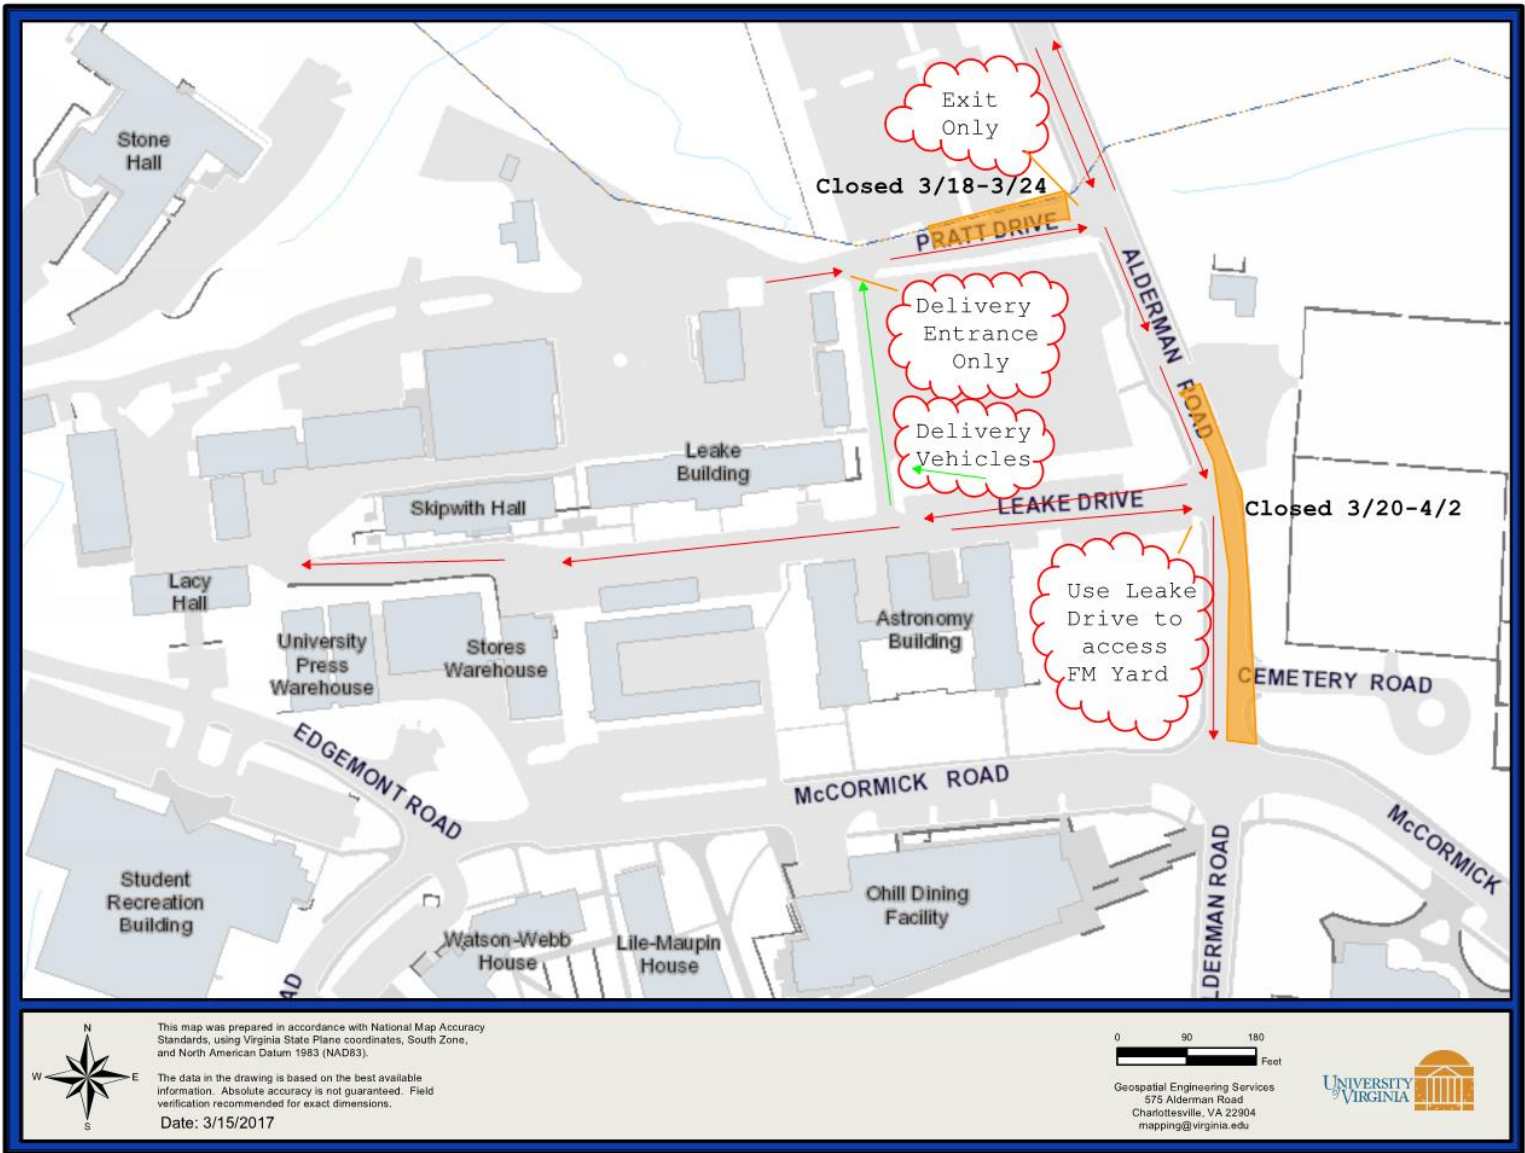 Stone
Hall
Exit
Only
Closed 3/18-3/24
PRATT DRIVE
ALDERMAN ROAD
Delivery
Entrance
Only
Delivery
Vehicles
Leake
Building
Skipwith Hall
LEAKE DRIVE
Closed 3/20-4/2
Lacy
Hall
University
Press
Warehouse
Stores
Warehouse
Astronomy
Building
Use Leake
Drive to
access
FM Yard
CEMETERY ROAD
EDGEMONT ROAD
McCORMICK ROAD
McCORMICK
Student
Recreation
Building
Watson-Webb
House
Lile-Maupin
House
Ohill Dining
Facility
LDERMAN ROAD
AD
N
W
E
S
This map was prepared in accordance with National Map Accuracy
Standards, using Virginia State Plane coordinates, South Zone,
and North American Datum 1983 (NAD83).
The data in the drawing is based on the best available
information. Absolute accuracy is not guaranteed. Field
verification recommended for exact dimensions.
Date: 3/15/2017
0 90 180
Feet
Geospatial Engineering Services
575 Alderman Road
Charlottesville, VA 22904
mapping@virginia.edu
UNIVERSITY
of VIRGINIA